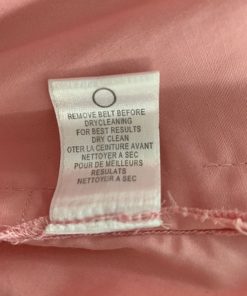 REMOVE BELT BEFORE
DRYCLEANING
FOR BEST RESULTS
DRY CLEAN
OTER LA CEINTURE AVANT
NETTOYER A SEC
POUR DE MEILLEURS
RESULATS
NETTOYER A SEC